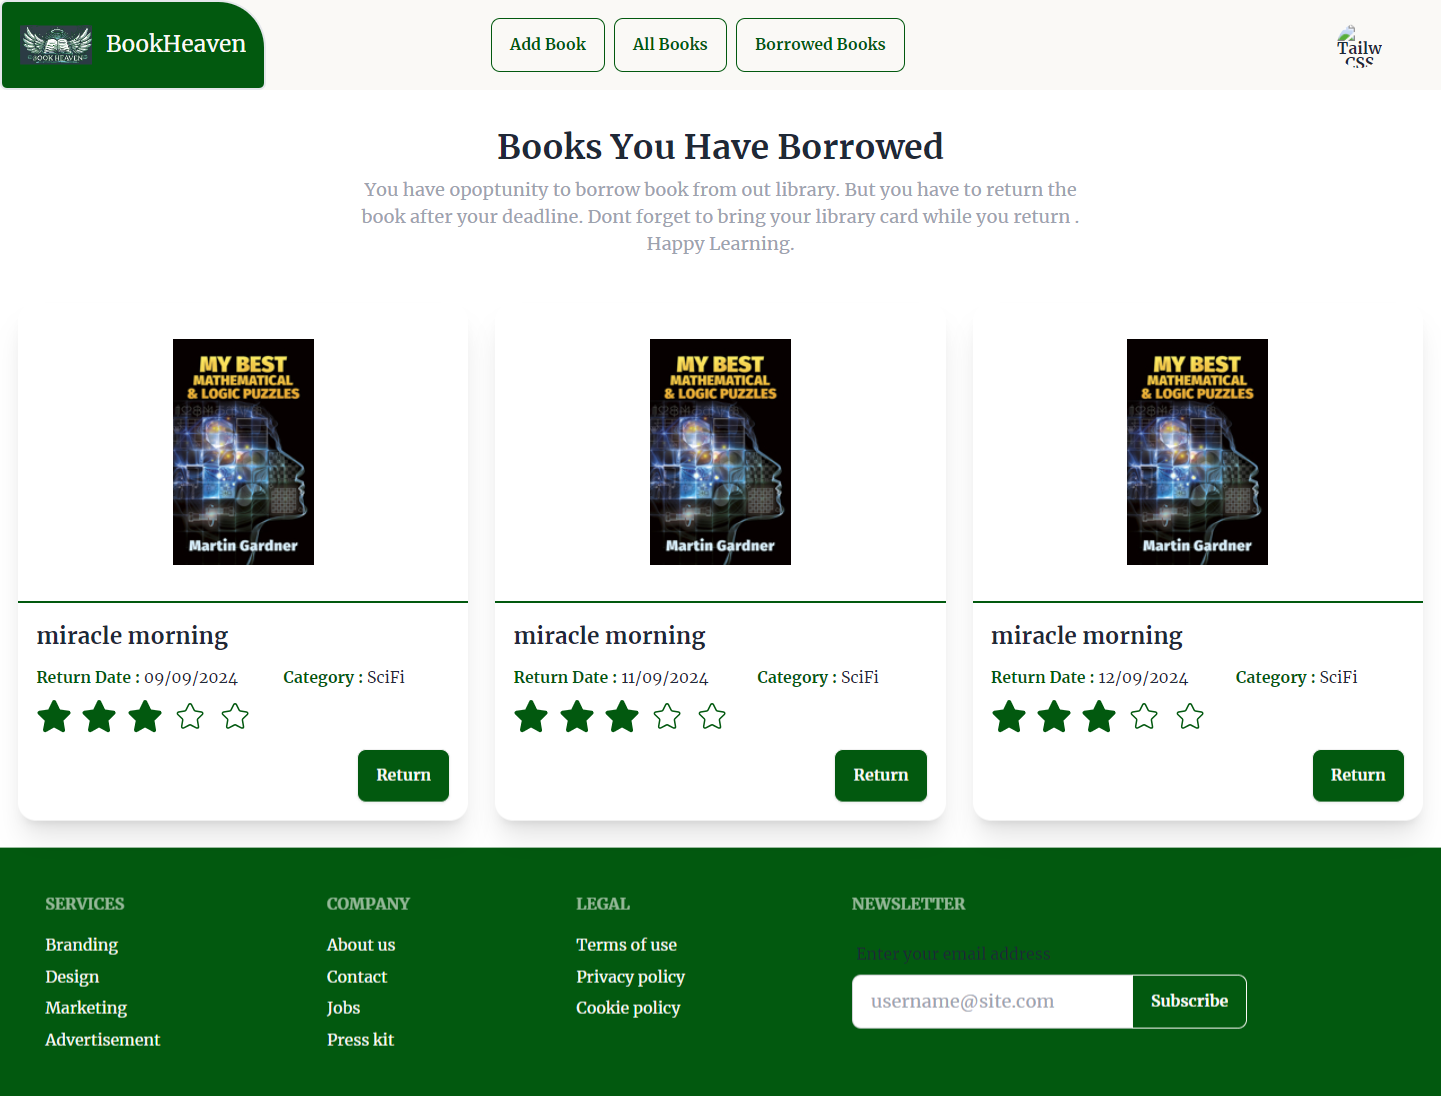 BOOK HEAVEN
BookHeaven
Add Book
All Books
Borrowed Books
Tailw
CSS
Books You Have Borrowed
You have opoptunity to borrow book from out library. But you have to return the
book after your deadline. Dont forget to bring your library card while you return .
Happy Learning.
MY BEST
MATHEMATICAL
& LOGIC PUZZLES
Martin Gardner
miracle morning
Return Date : 09/09/2024
Category : SciFi
Return
MY BEST
MATHEMATICAL
& LOGIC PUZZLES
Martin Gardner
miracle morning
Return Date : 11/09/2024
Category : SciFi
Return
MY BEST
MATHEMATICAL
& LOGIC PUZZLES
Martin Gardner
miracle morning
Return Date : 12/09/2024
Category : SciFi
Return
SERVICES
Branding
Design
Marketing
Advertisement
COMPANY
About us
Contact
Jobs
Press kit
LEGAL
Terms of use
Privacy policy
Cookie policy
NEWSLETTER
Enter your email address
username@site.com
Subscribe